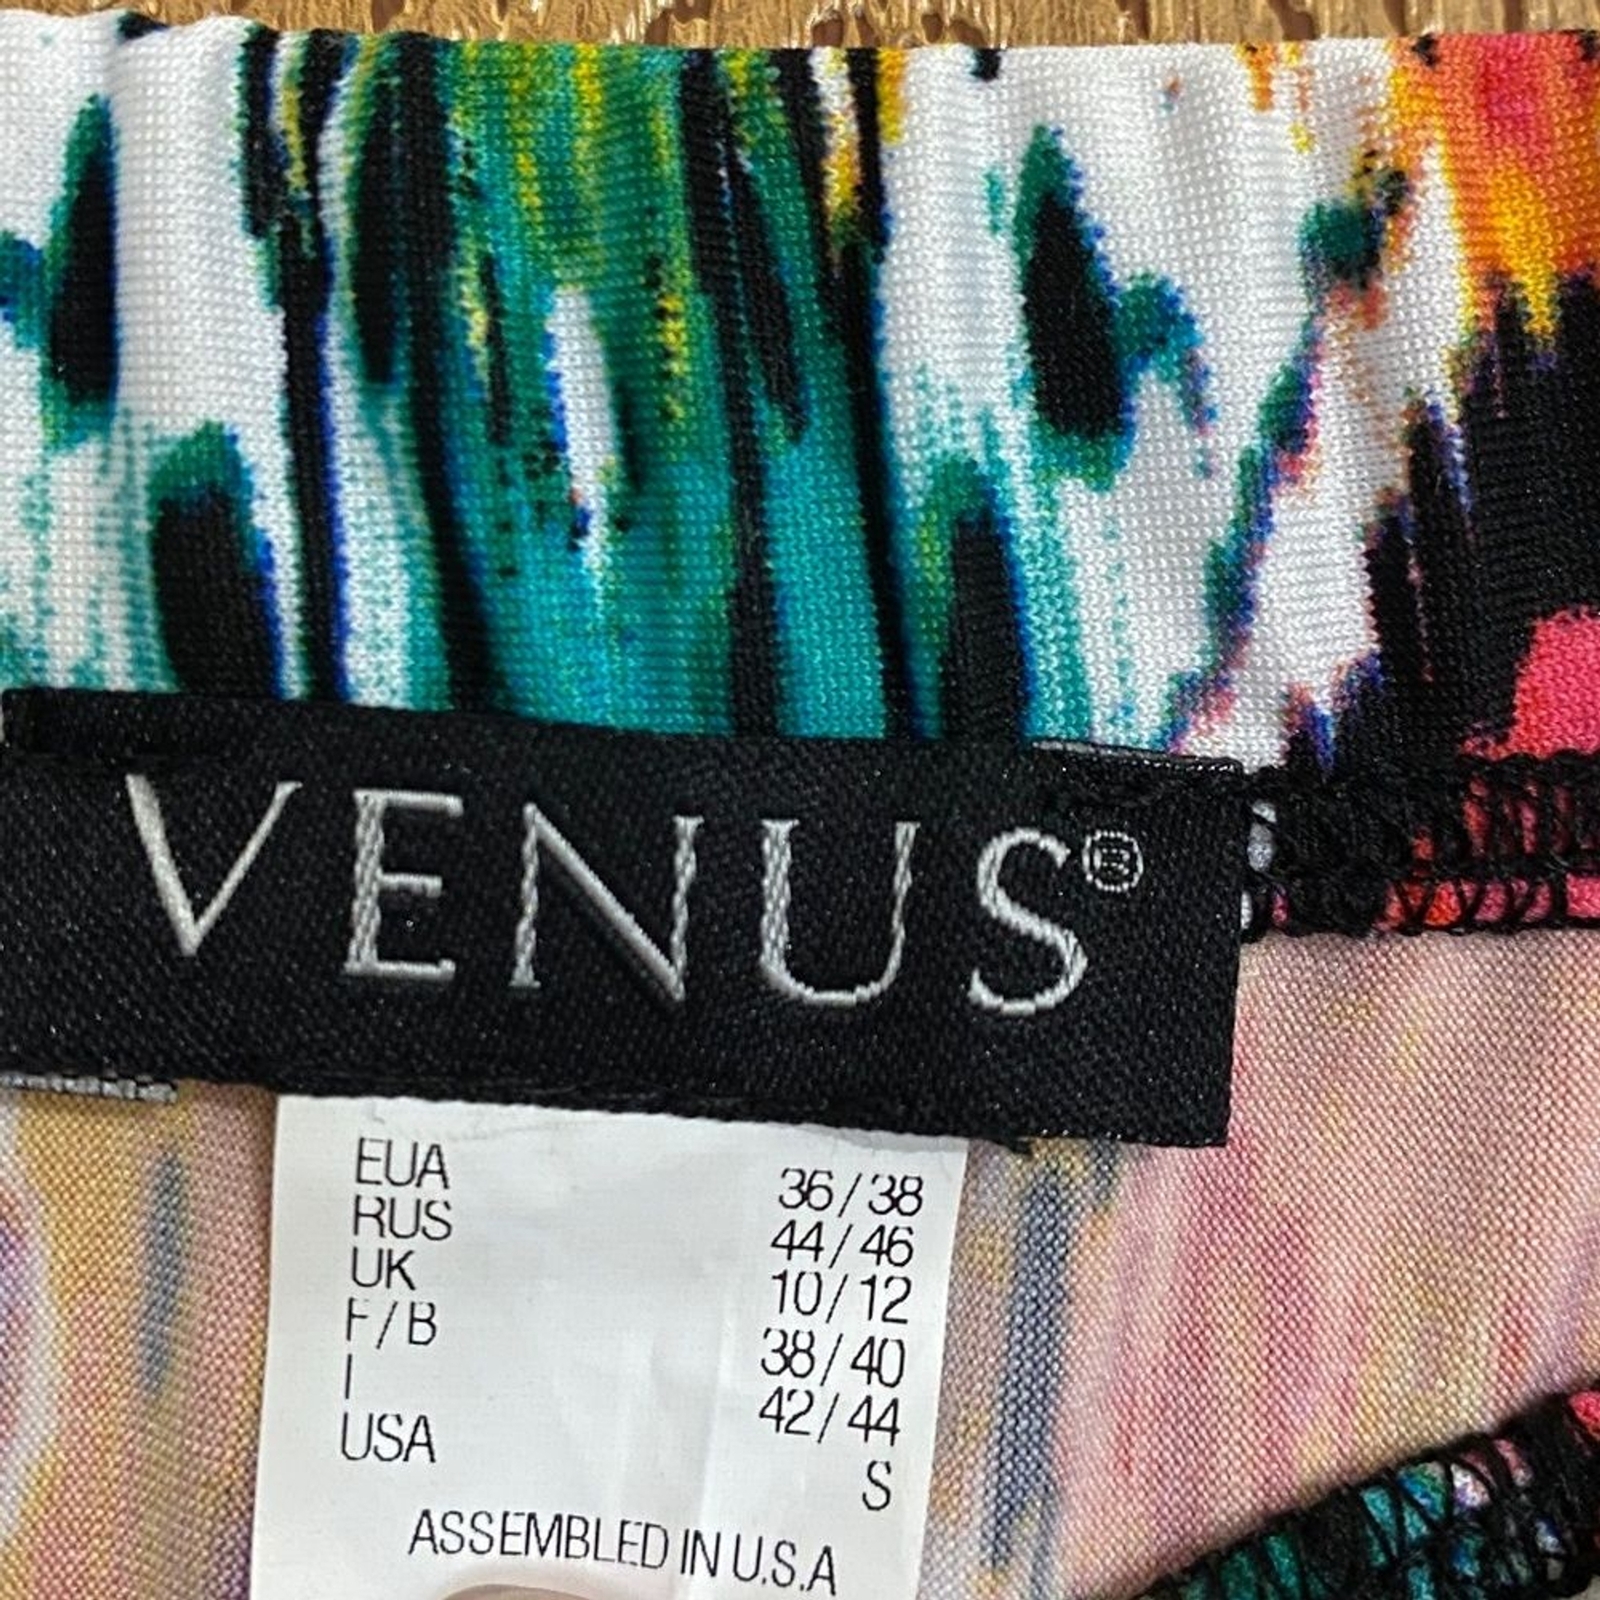 VENUS®
EUA 36/38
RUS 44/46
UK 10/12
F/B 38/40
I 42/44
USA S
ASSEMBLED IN U.S.A